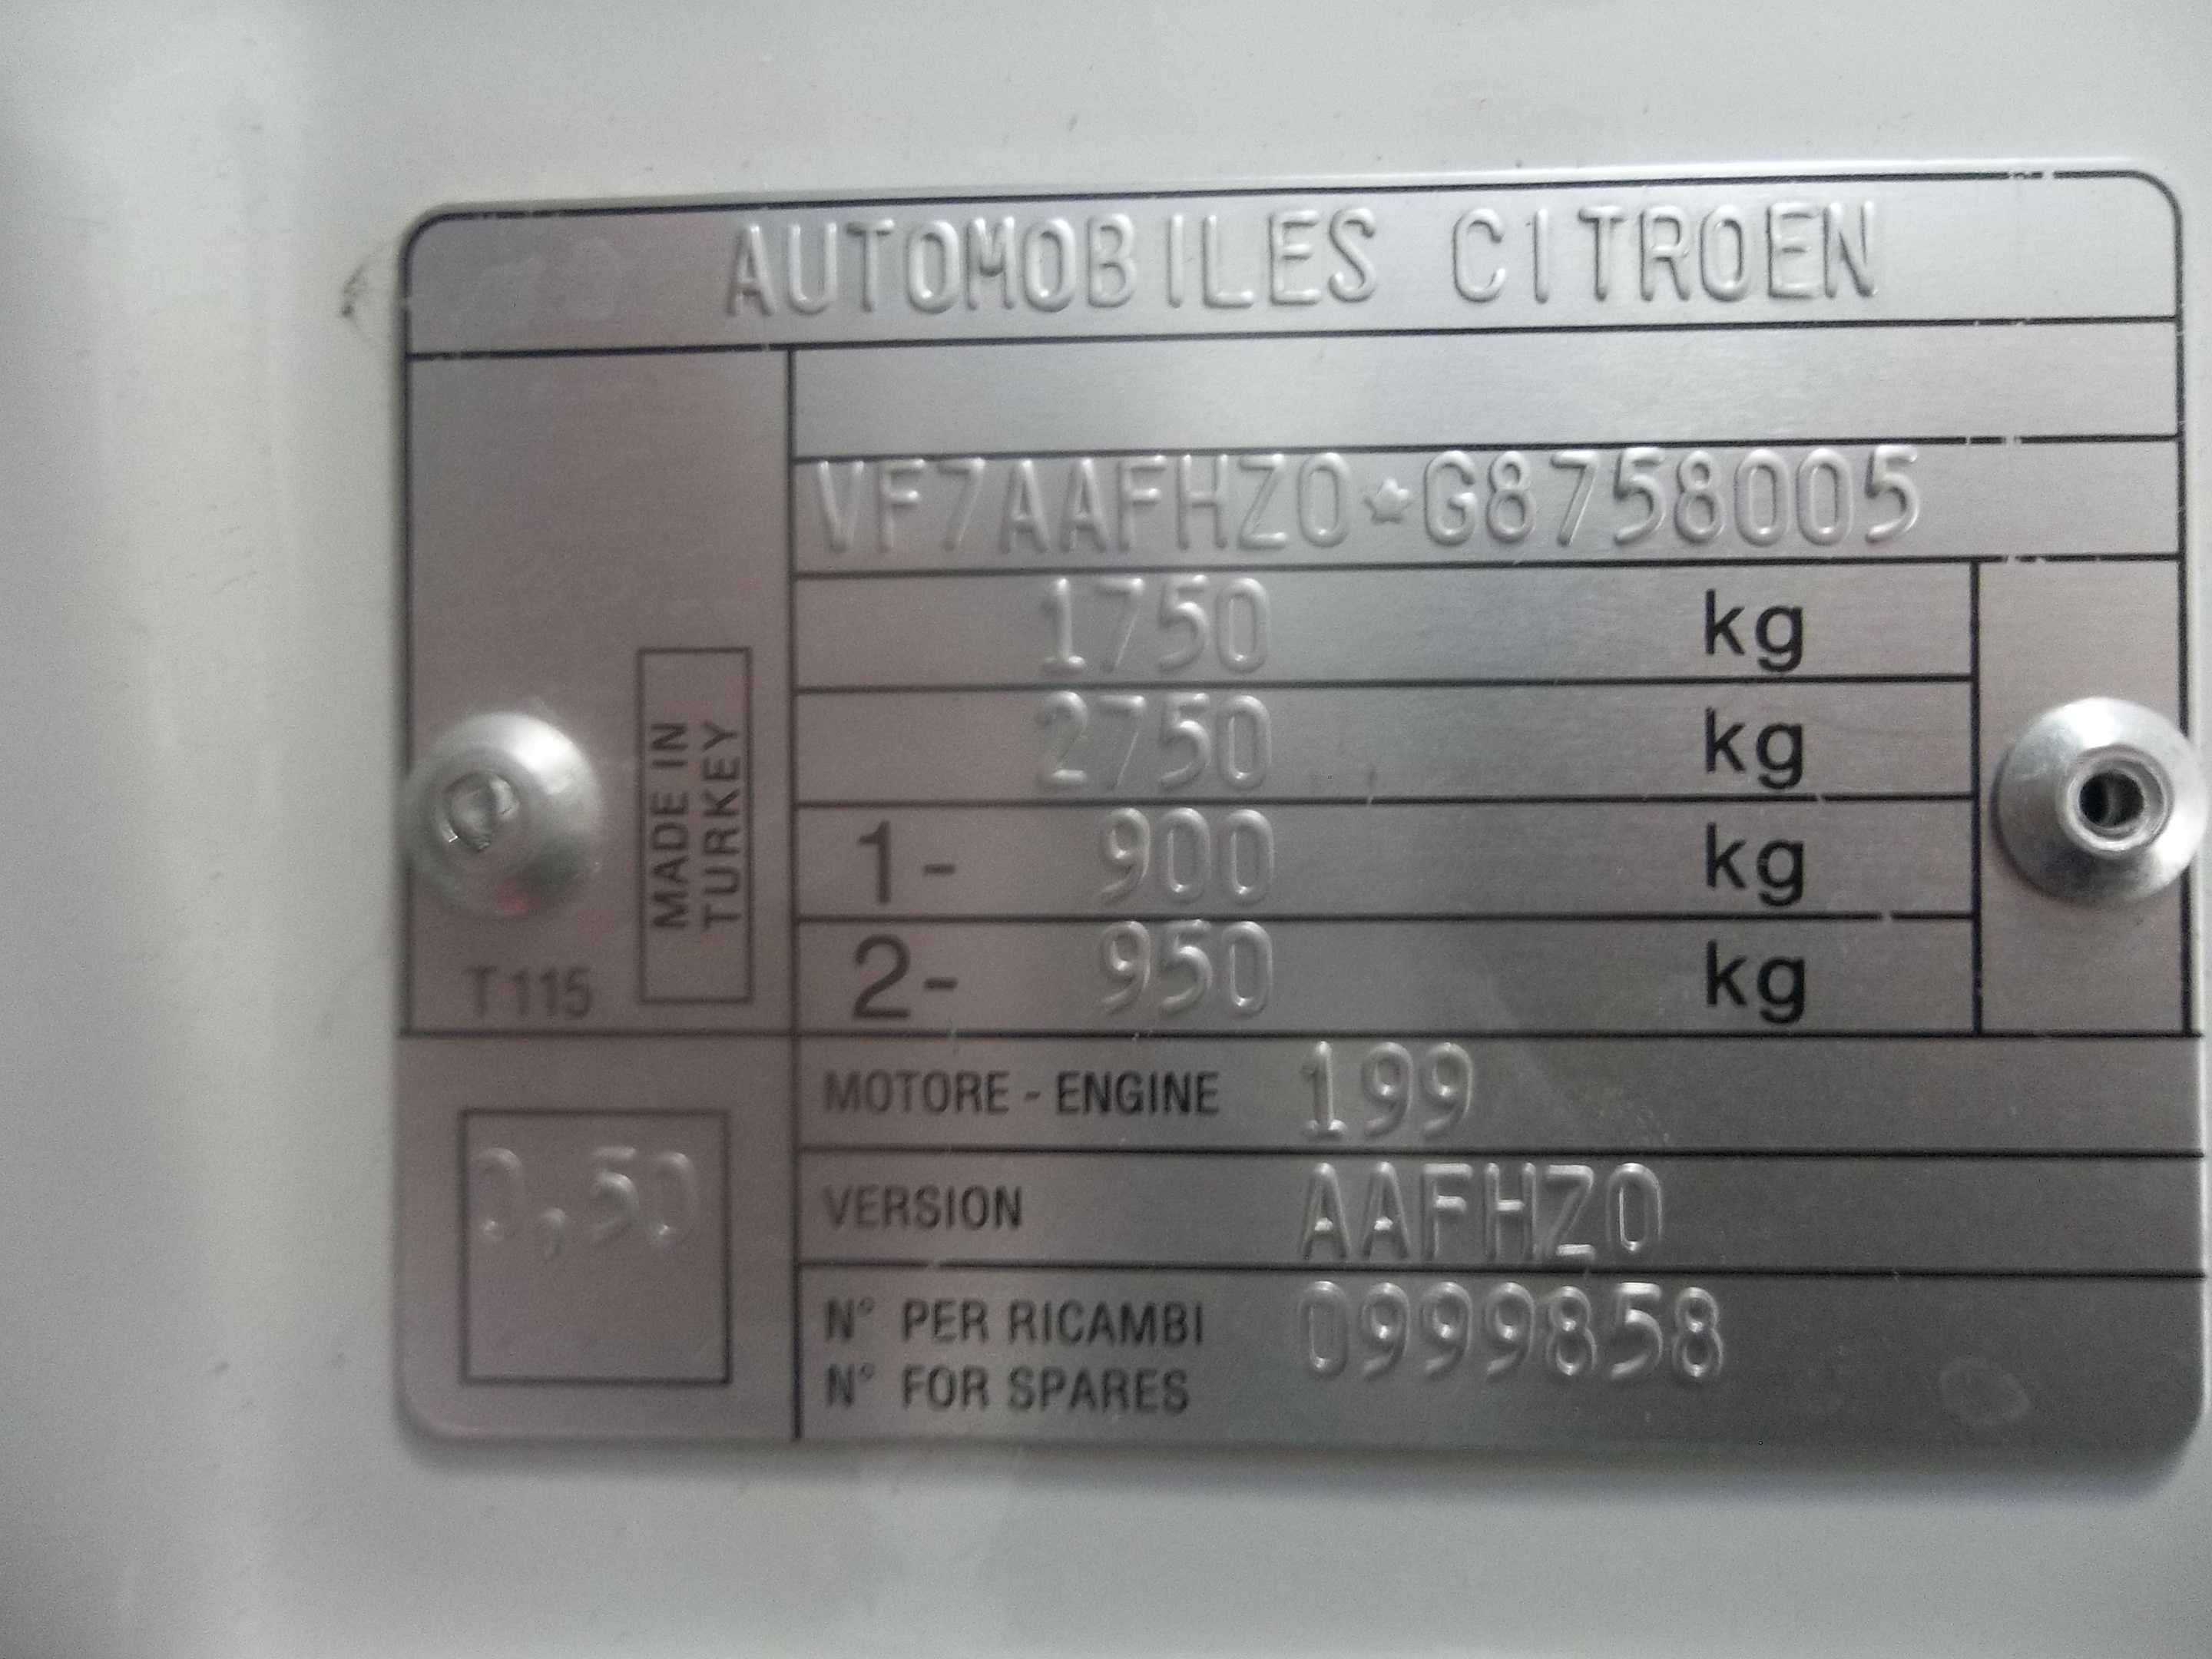 AUTOMOBILES CITROEN
VF7AAFHZ0*G8758005
1750 kg
2750 kg
1- 900 kg
2- 950 kg
MADE IN
TURKEY
T115
MOTORE - ENGINE 199
0,50
VERSION AAFHZ0
N° PER RICAMBI 0999858
N° FOR SPARES